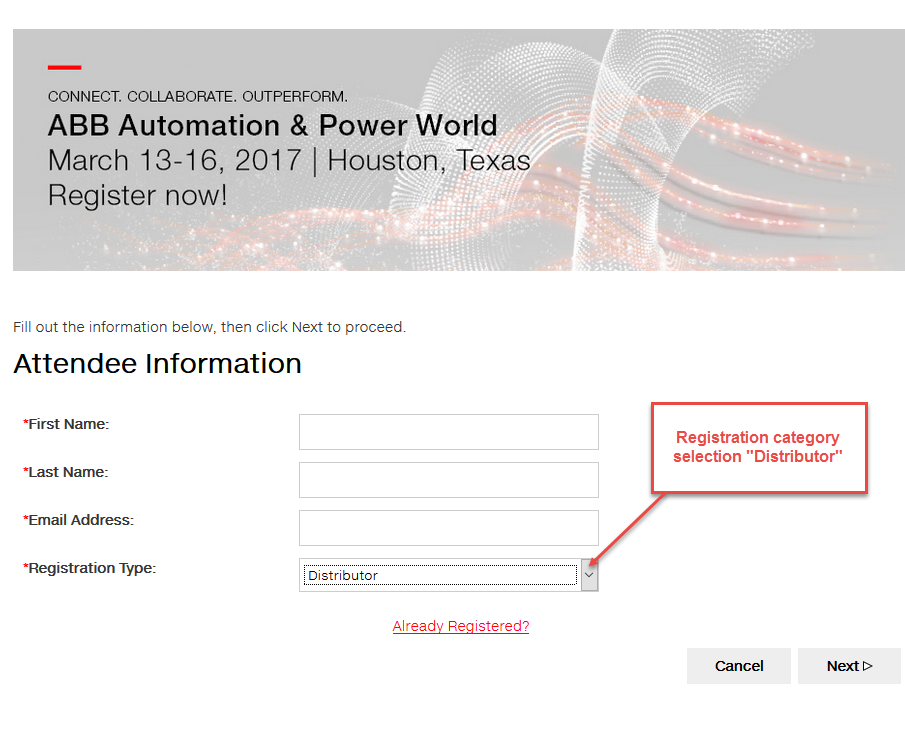 CONNECT. COLLABORATE. OUTPERFORM.
ABB Automation & Power World
March 13-16, 2017 | Houston, Texas
Register now!
Fill out the information below, then click Next to proceed.
Attendee Information
*First Name:
*Last Name:
*Email Address:
*Registration Type:
Distributor
Registration category
selection "Distributor"
Already Registered?
Cancel
Next